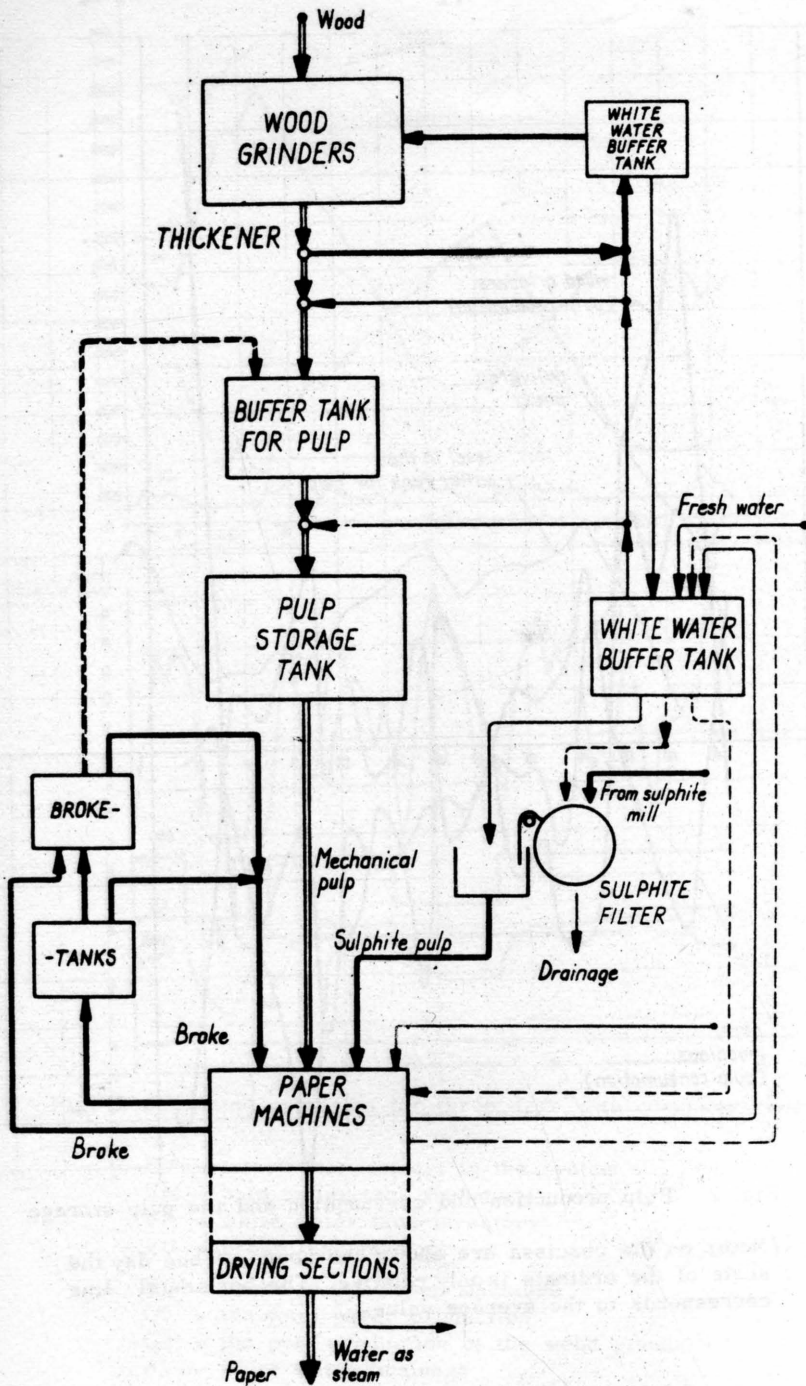 Wood
WOOD
GRINDERS
WHITE
WATER
BUFFER
TANK
THICKENER
BUFFER TANK
FOR PULP
Fresh water
PULP
STORAGE
TANK
WHITE WATER
BUFFER TANK
BROKE-
From sulphite
mill
Mechanical
pulp
SULPHITE
FILTER
-TANKS
Sulphite pulp
Drainage
Broke
PAPER
MACHINES
Broke
DRYING SECTIONS
Water as
steam
Paper